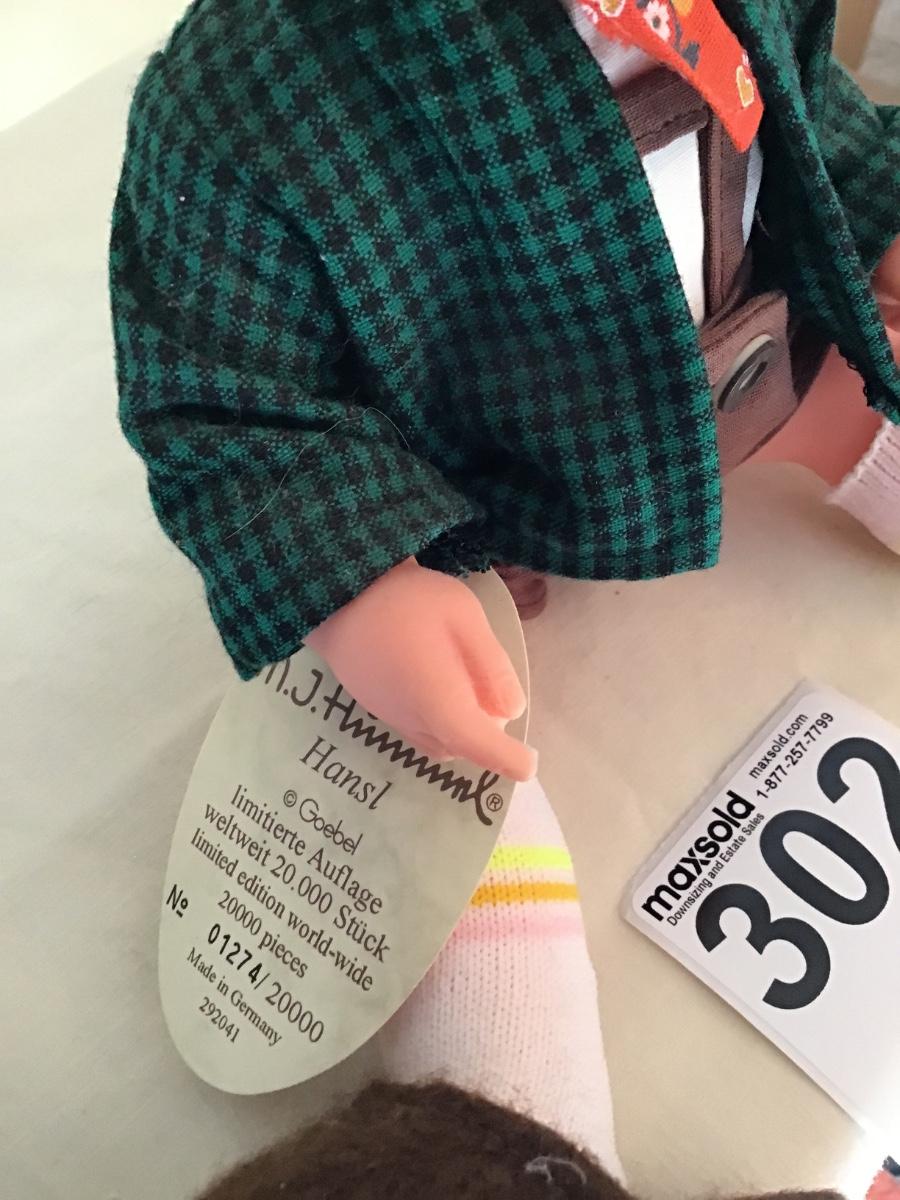 M.J.Hummel®
Hansl
© Goebel
limitierte Auflage
weltweit 20.000 Stück
limited edition world-wide
20000 pieces
Nº 01274/ 20000
Made in Germany
292041
maxsold
Downsizing and Estate Sales
maxsold.com
1-877-257-7799
302